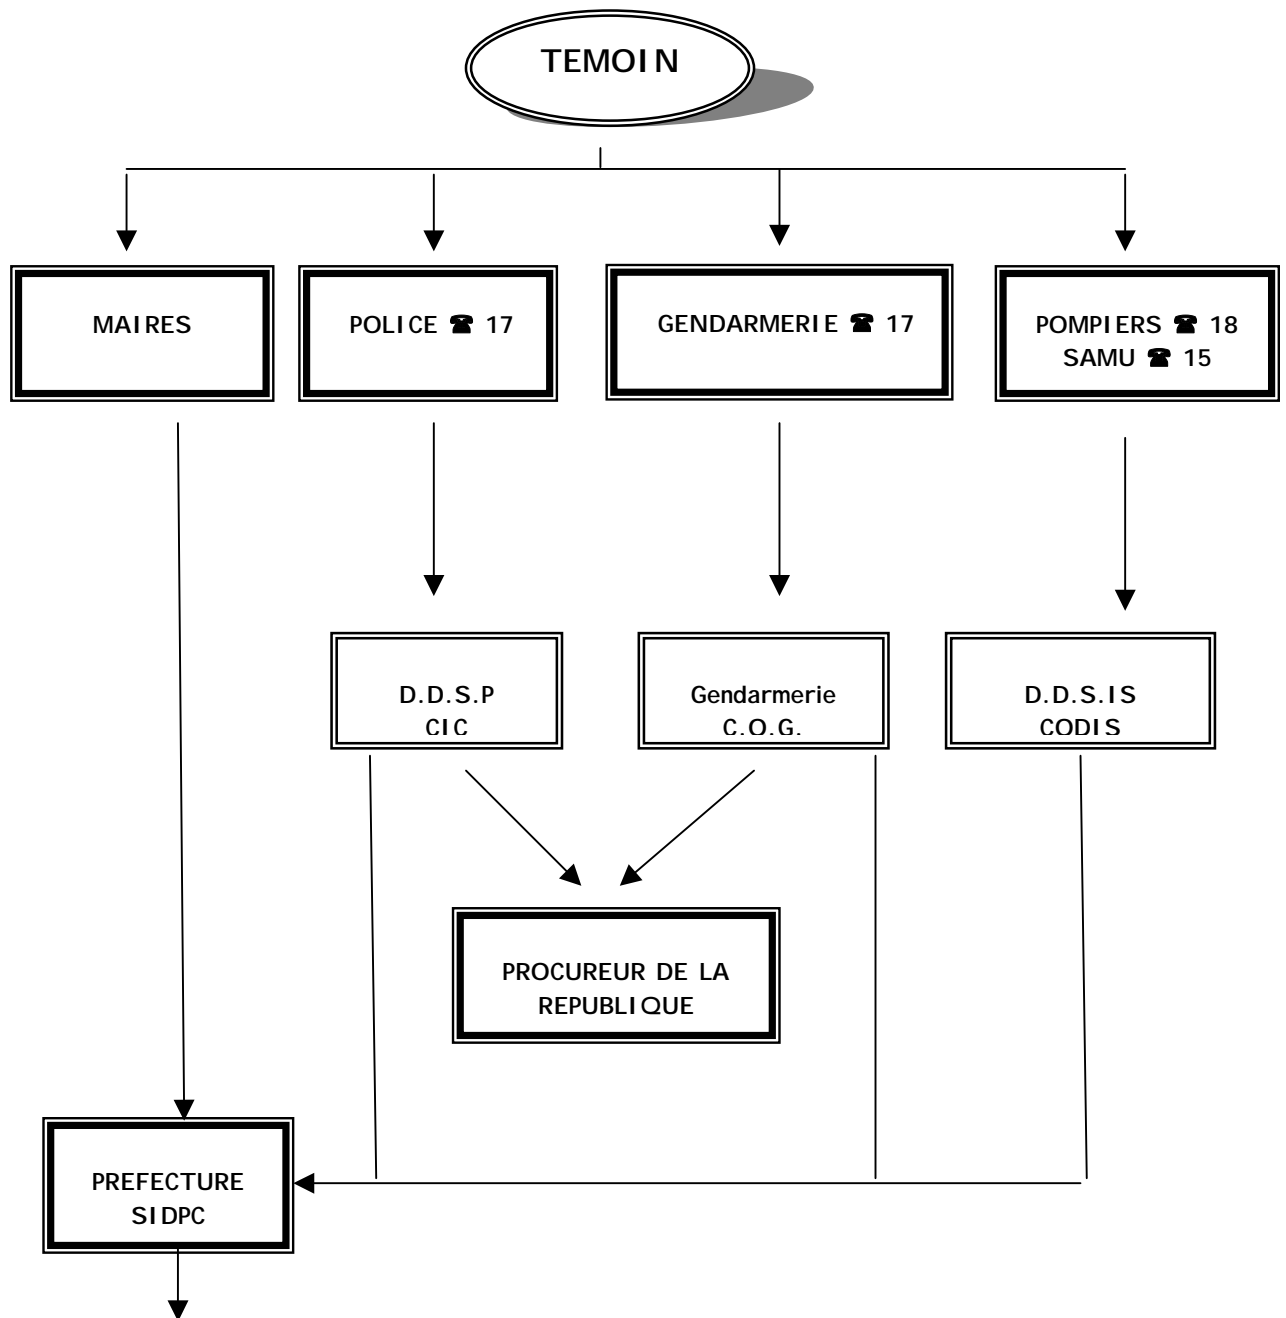 TEMOIN
MAIRES
POLICE ☎ 17
GENDARMERIE ☎ 17
POMPIERS ☎ 18
SAMU ☎ 15
D.D.S.P
CIC
Gendarmerie
C.O.G.
D.D.S.IS
CODIS
PROCUREUR DE LA
REPUBLIQUE
PREFECTURE
SIDPC